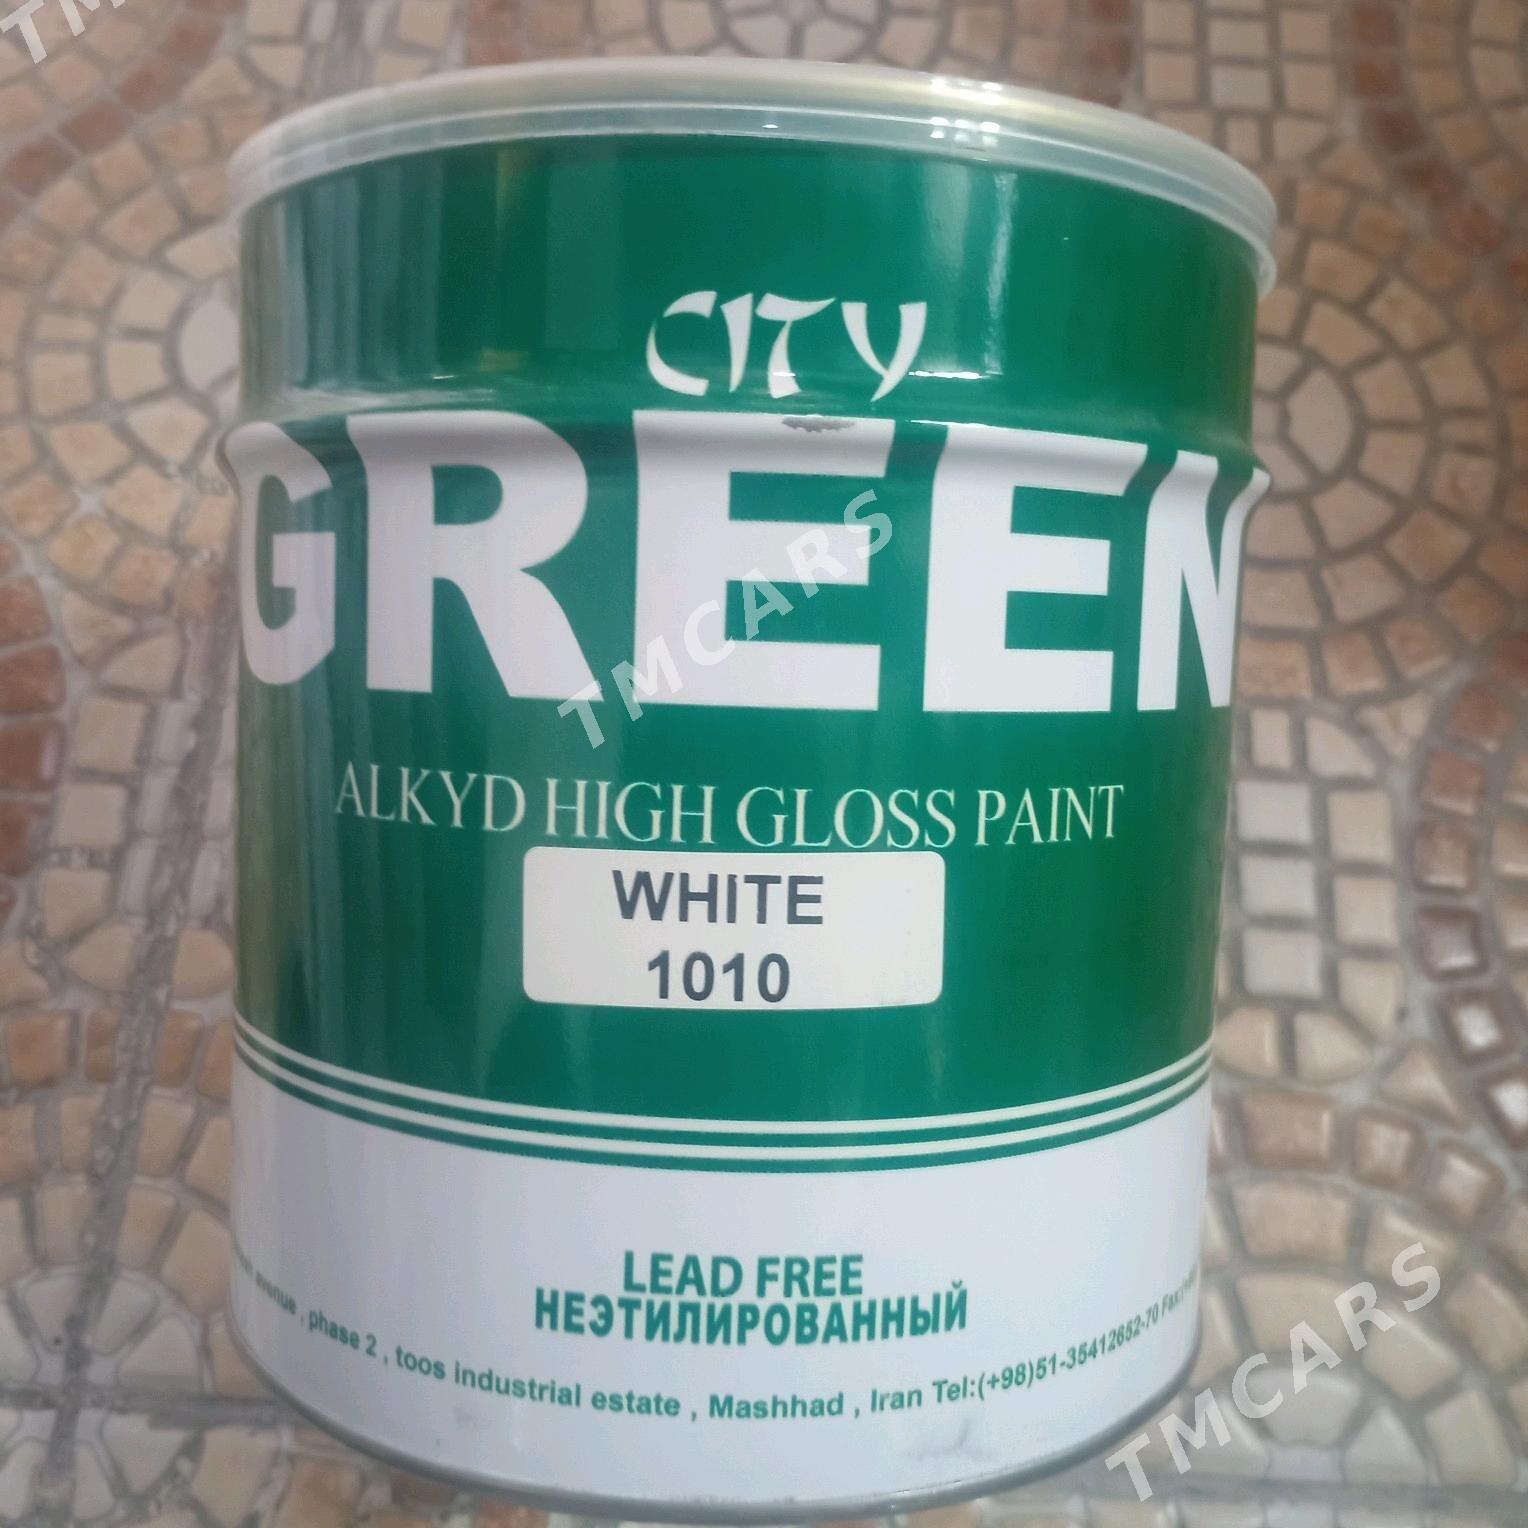 CITY
GREEN
ALKYD HIGH GLOSS PAINT
WHITE
1010
LEAD FREE
НЕЭТИЛИРОВАННЫЙ
avenue , phase 2 , toos industrial estate , Mashhad , Iran Tel:(+98)51-35412652-70 Fax:
TMCARS
TMCARS
TMCARS